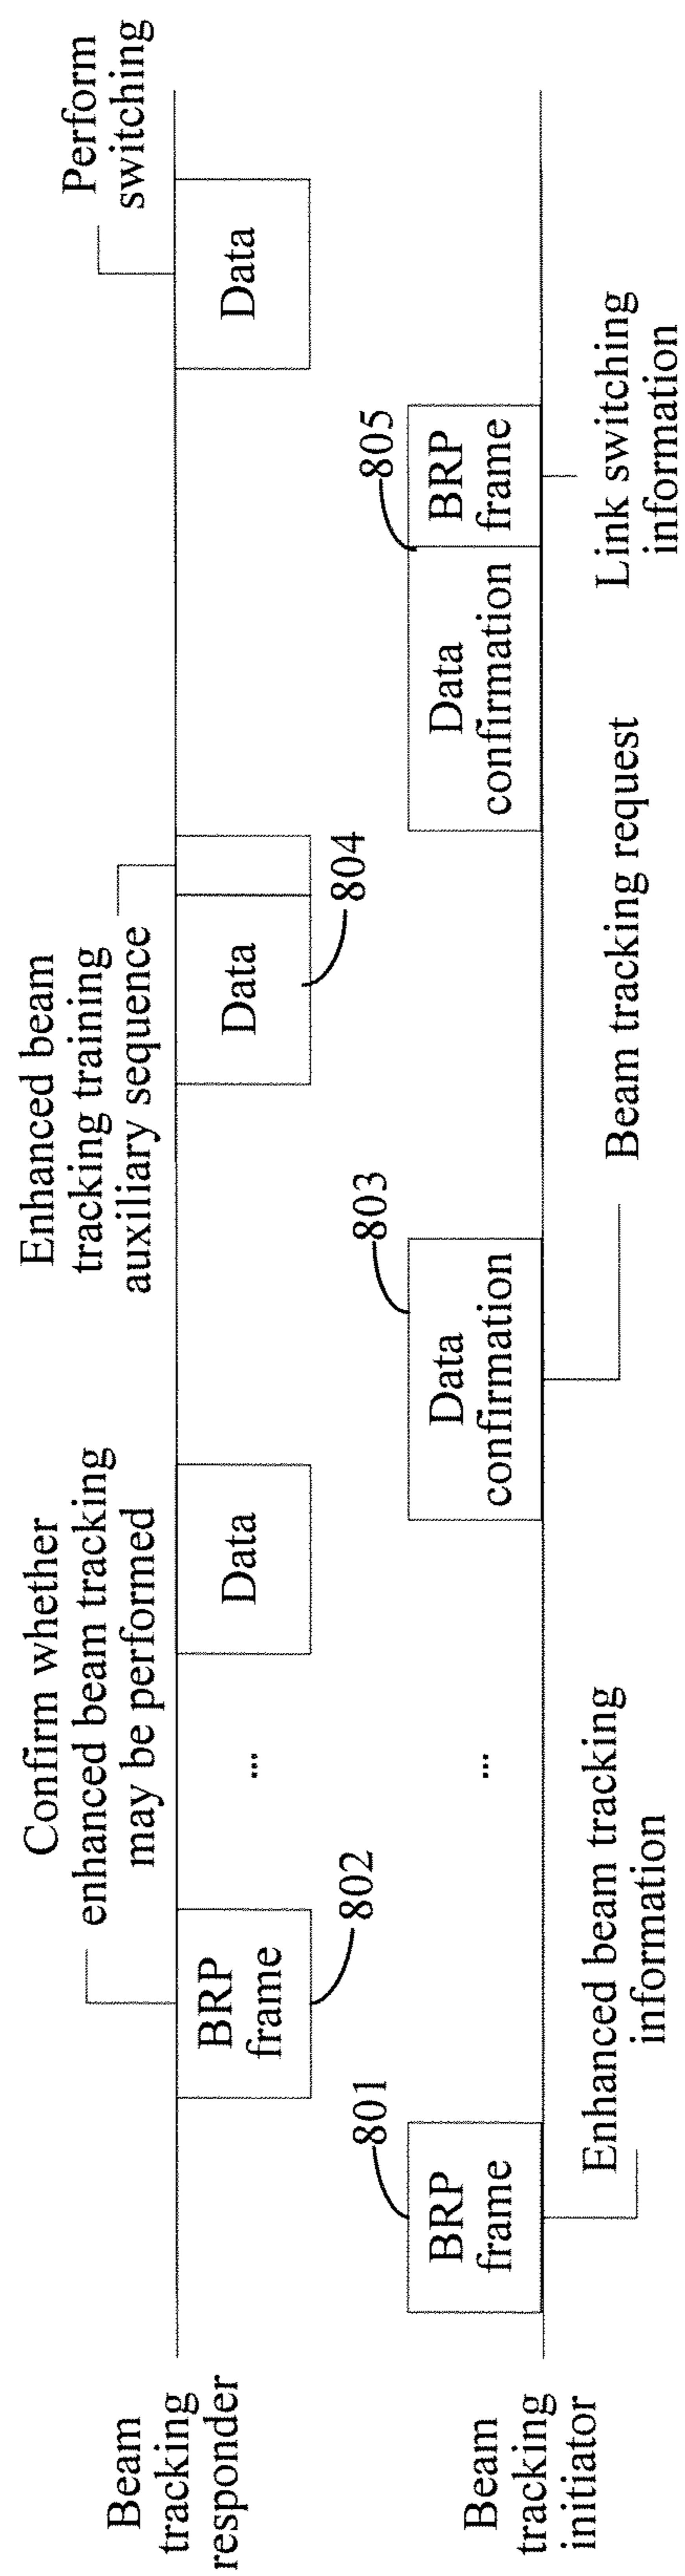 Beam
tracking
responder
BRP
frame
802
Confirm whether
enhanced beam tracking
may be performed
...
Data
Enhanced beam
tracking training
auxiliary sequence
Data
804
Perform
switching
Data
Beam
tracking
initiator
BRP
frame
801
Enhanced beam tracking
information
...
Data
confirmation
803
Beam tracking request
Data
confirmation
BRP
frame
805
Link switching
information